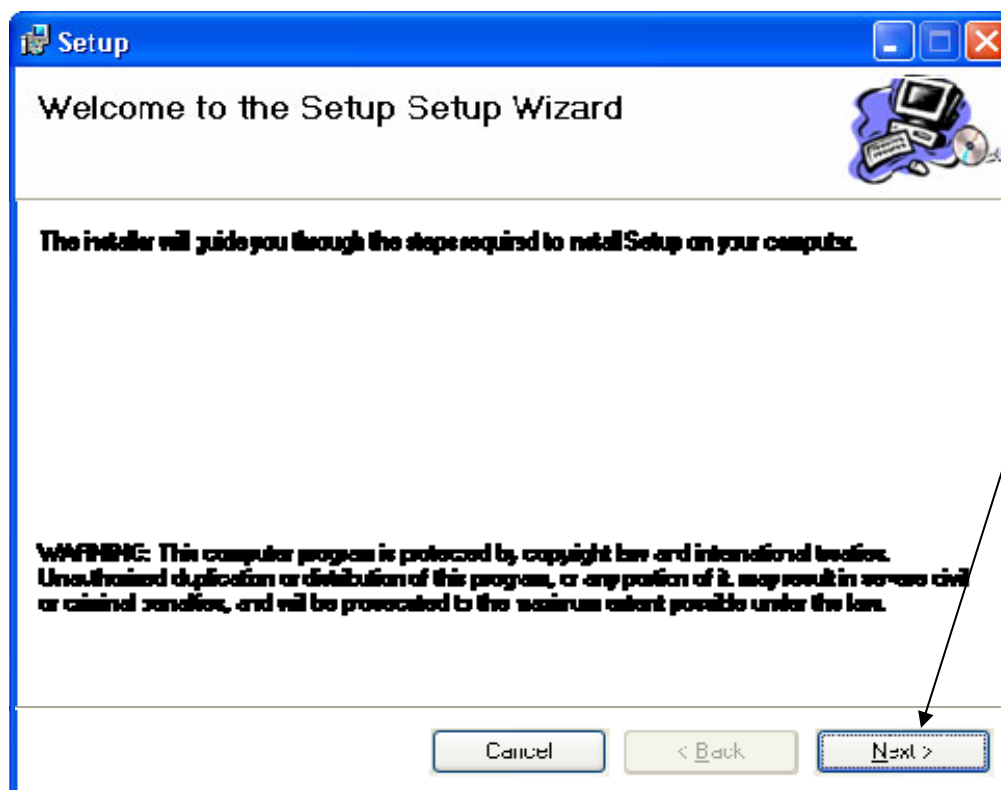 Setup
Welcome to the Setup Setup Wizard
The installer will guide you through the steps required to install Setup on your computer.
WARNING: This computer program is protected by copyright law and international treaties.
Unauthorized duplication or distribution of this program, or any portion of it, may result in severe civil
or criminal penalties, and will be prosecuted to the maximum extent possible under the law.
Cancel
< Back
Next >